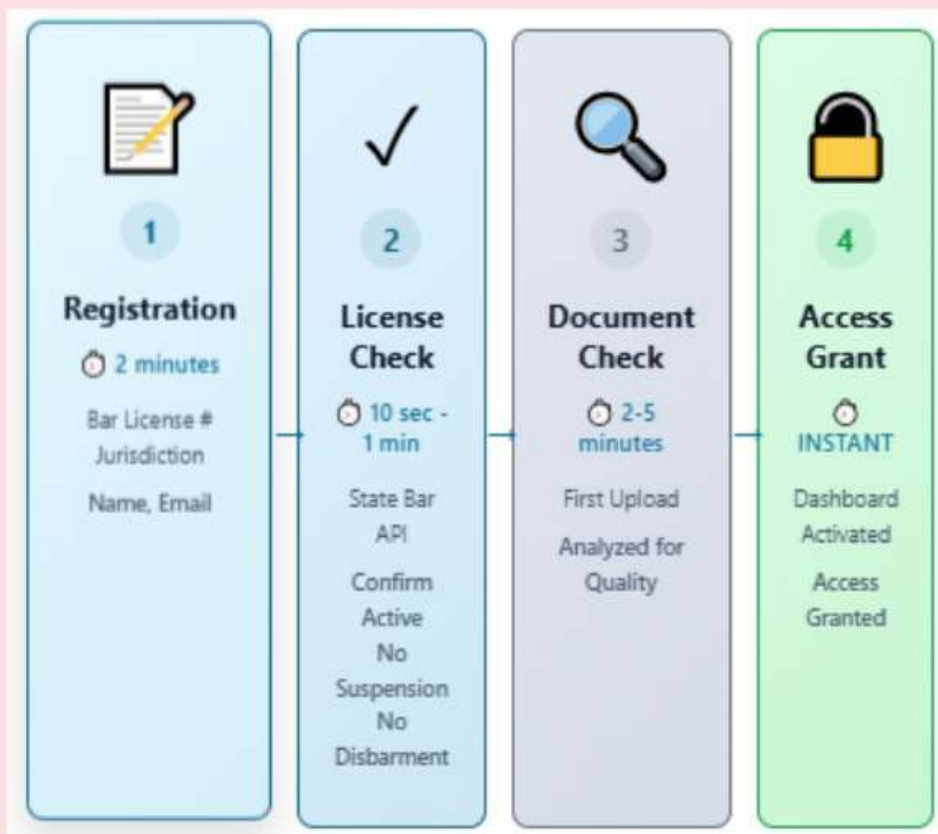 1
Registration
2 minutes
Bar License #
Jurisdiction
Name, Email
2
License
Check
10 sec -
1 min
State Bar
API
Confirm
Active
No
Suspension
No
Disbarment
3
Document
Check
2-5
minutes
First Upload
Analyzed for
Quality
4
Access
Grant
INSTANT
Dashboard
Activated
Access
Granted